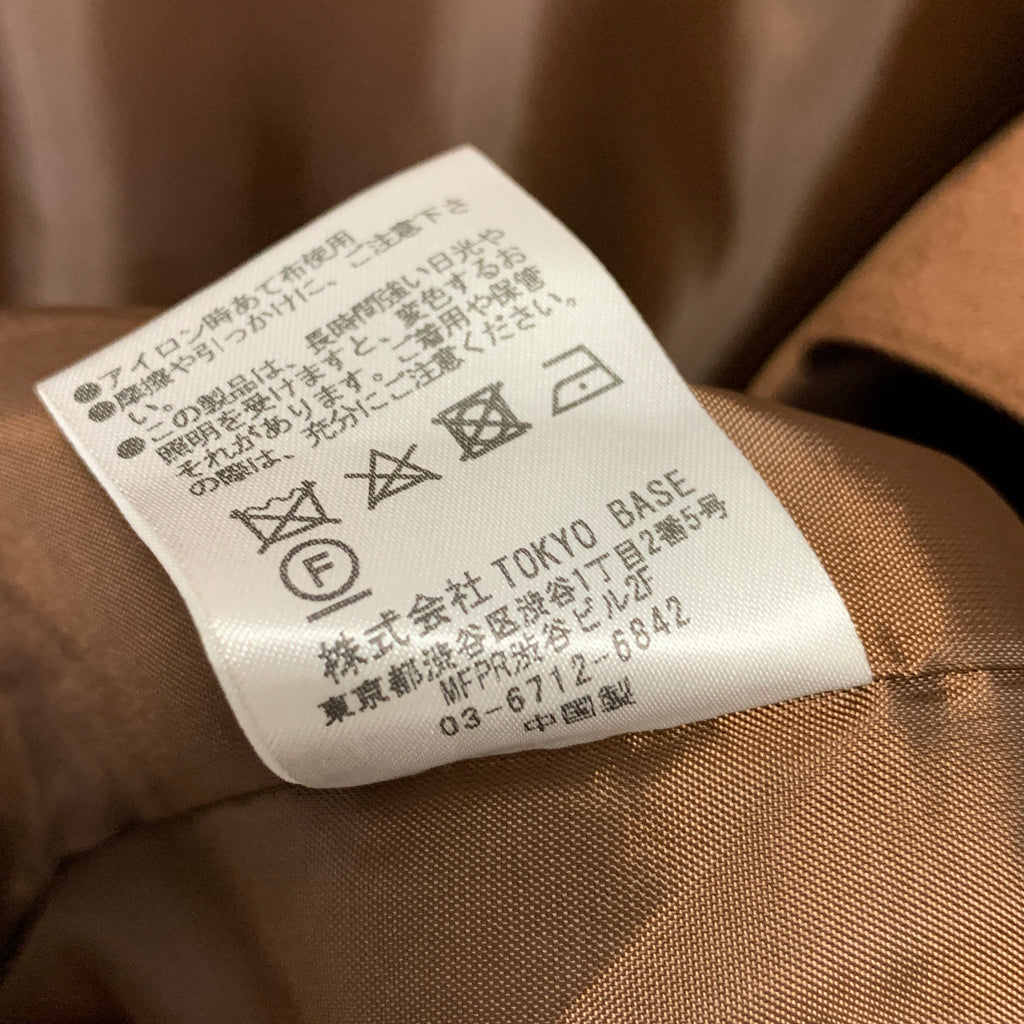 ●アイロン時あて布使用
●摩擦や引っかけに、ご注意下さ
い。
●この製品は、長時間強い日光や
照明を受けますと、変色するお
それがあります。ご着用や保管
の際は、充分にご注意ください。
F
株式会社 TOKYO BASE
東京都渋谷区渋谷1丁目2番5号
MFPR渋谷ビル2F
03-6712-6842
中国製